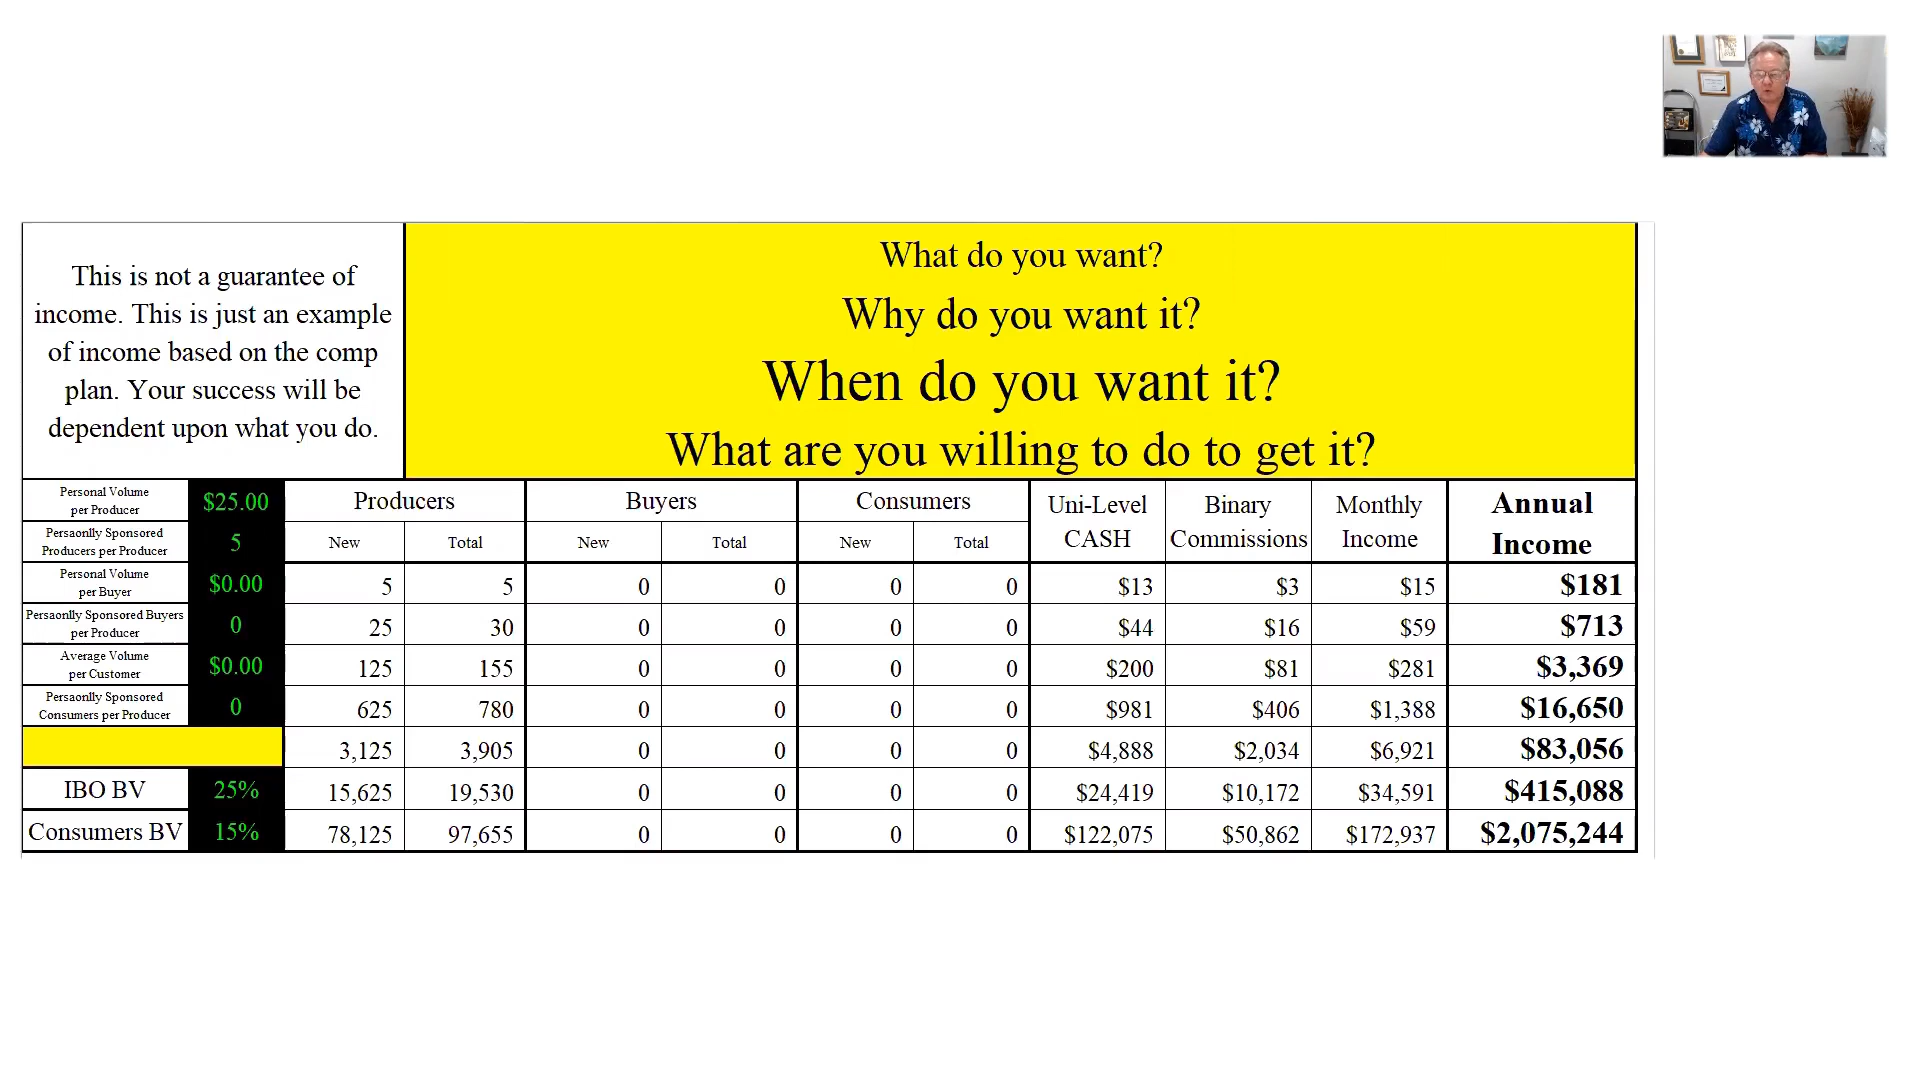 This is not a guarantee of
income. This is just an example
of income based on the comp
plan. Your success will be
dependent upon what you do.
What do you want?
Why do you want it?
When do you want it?
What are you willing to do to get it?
Personal Volume
per Producer
$25.00
Persaonlly Sponsored
Producers per Producer
5
Personal Volume
per Buyer
$0.00
Persaonlly Sponsored Buyers
per Producer
0
Average Volume
per Customer
$0.00
Persaonlly Sponsored
Consumers per Producer
0
IBO BV 25%
Consumers BV 15%
Producers Buyers Consumers Uni-Level CASH Binary Commissions Monthly Income Annual Income
New Total New Total New Total
5 5 0 0 0 0 $13 $3 $15 $181
25 30 0 0 0 0 $44 $16 $59 $713
125 155 0 0 0 0 $200 $81 $281 $3,369
625 780 0 0 0 0 $981 $406 $1,388 $16,650
3,125 3,905 0 0 0 0 $4,888 $2,034 $6,921 $83,056
15,625 19,530 0 0 0 0 $24,419 $10,172 $34,591 $415,088
78,125 97,655 0 0 0 0 $122,075 $50,862 $172,937 $2,075,244